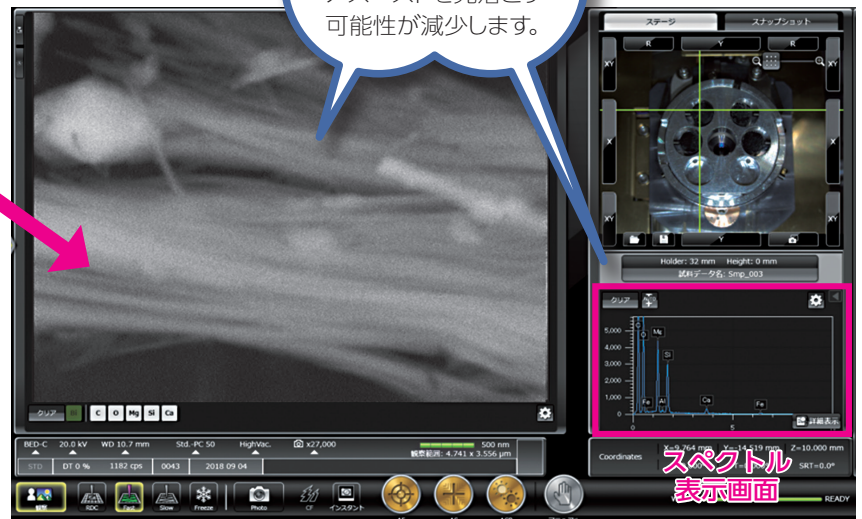 可能性が減少します。
ステージ
スナップショット
R
Y
R
XY
XY
X
X
XY
XY
Y
Holder: 32 mm Height: 0 mm
試料データ名: Smp_003
クリア
5,000
4,000
3,000
2,000
1,000
0
C
O
Mg
Si
Fe
Al
Ca
Fe
0
5
詳細表示
クリア
C O Mg Si Ca
BED-C 20.0 kV WD 10.7 mm Std.-PC 50 HighVac. x27,000 500 nm
観察範囲: 4.741 x 3.556 µm
STD DT 0 % 1182 cps 0043 2018 09 04
Coordinates
X=9.764 mm Y=-14.519 mm Z=10.000 mm
SRT=0.0°
スペクトル
表示画面
観察
RDC
Fast
Slow
Freeze
Photo
CF
インスタント
READY